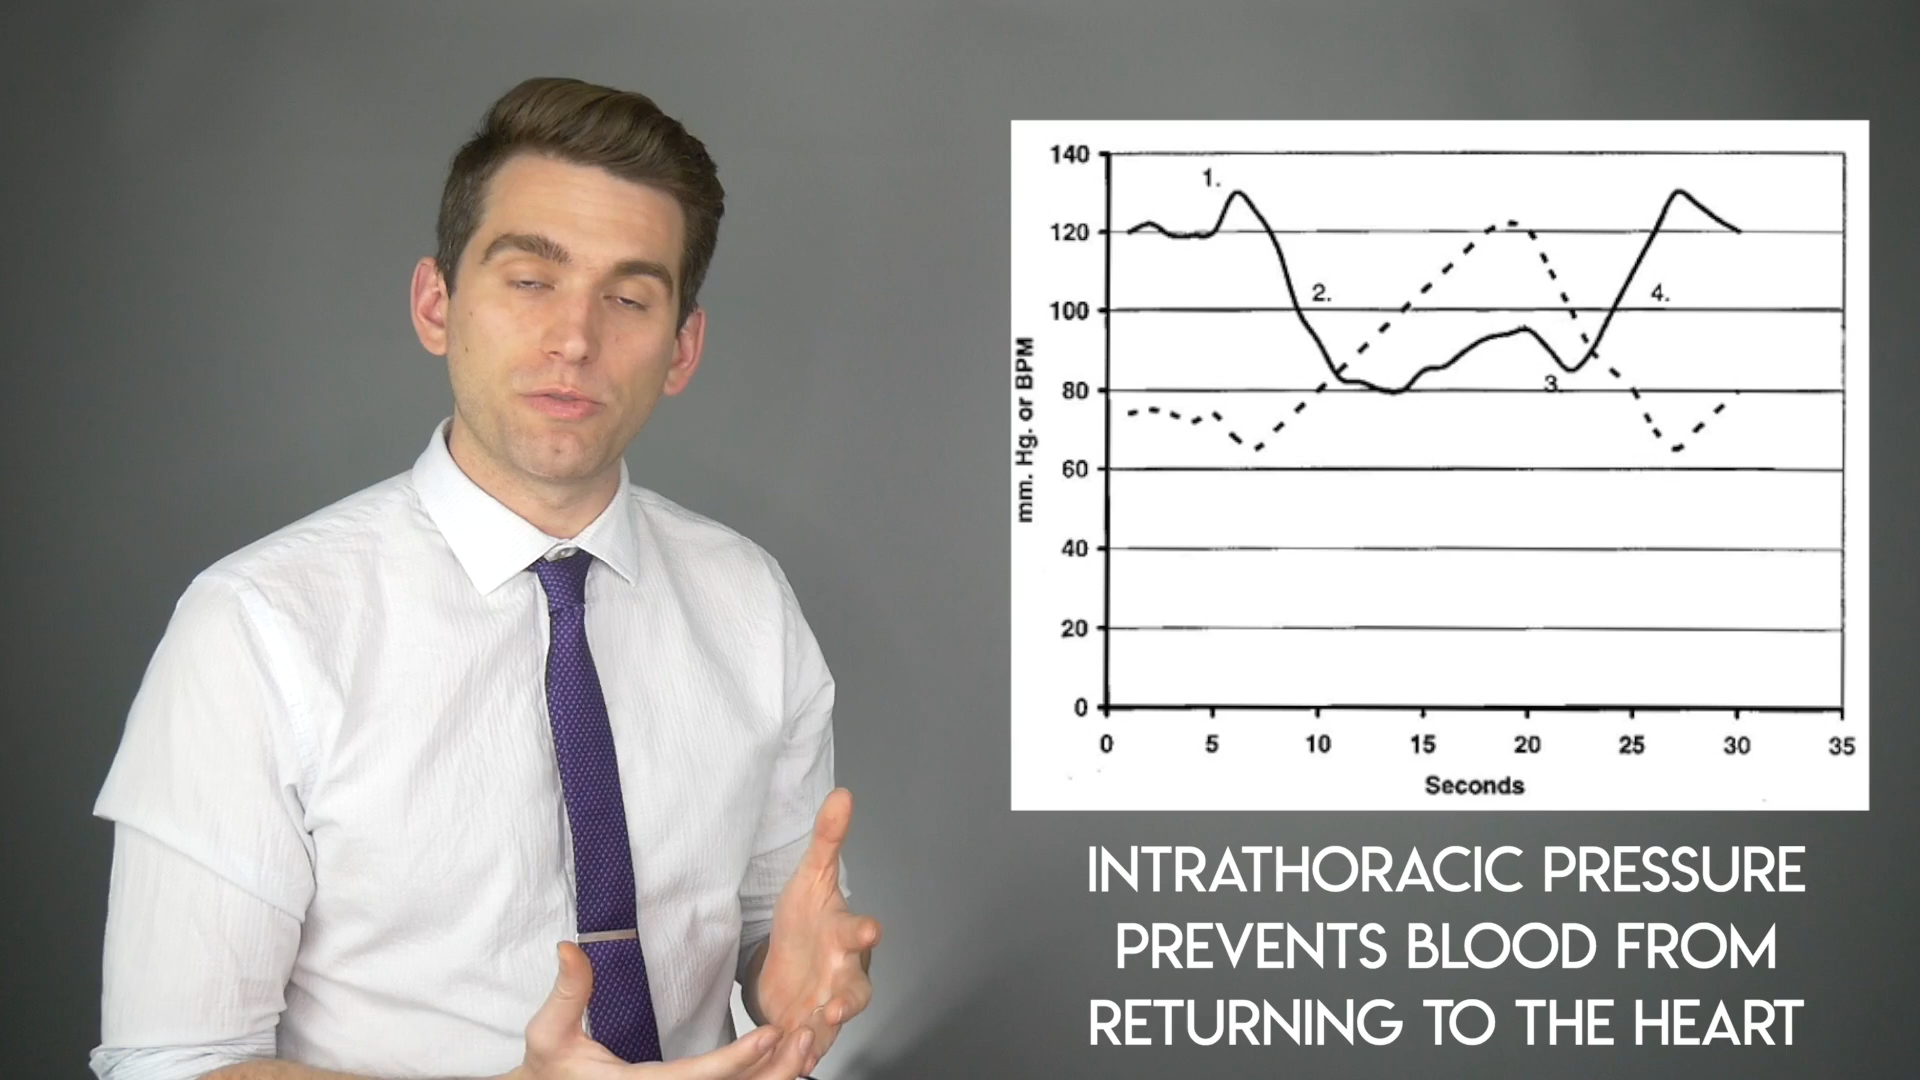 140
120
100
80
60
40
20
0
0 5 10 15 20 25 30 35
mm. Hg. or BPM
Seconds
1.
2.
3.
4.
INTRATHORACIC PRESSURE
PREVENTS BLOOD FROM
RETURNING TO THE HEART